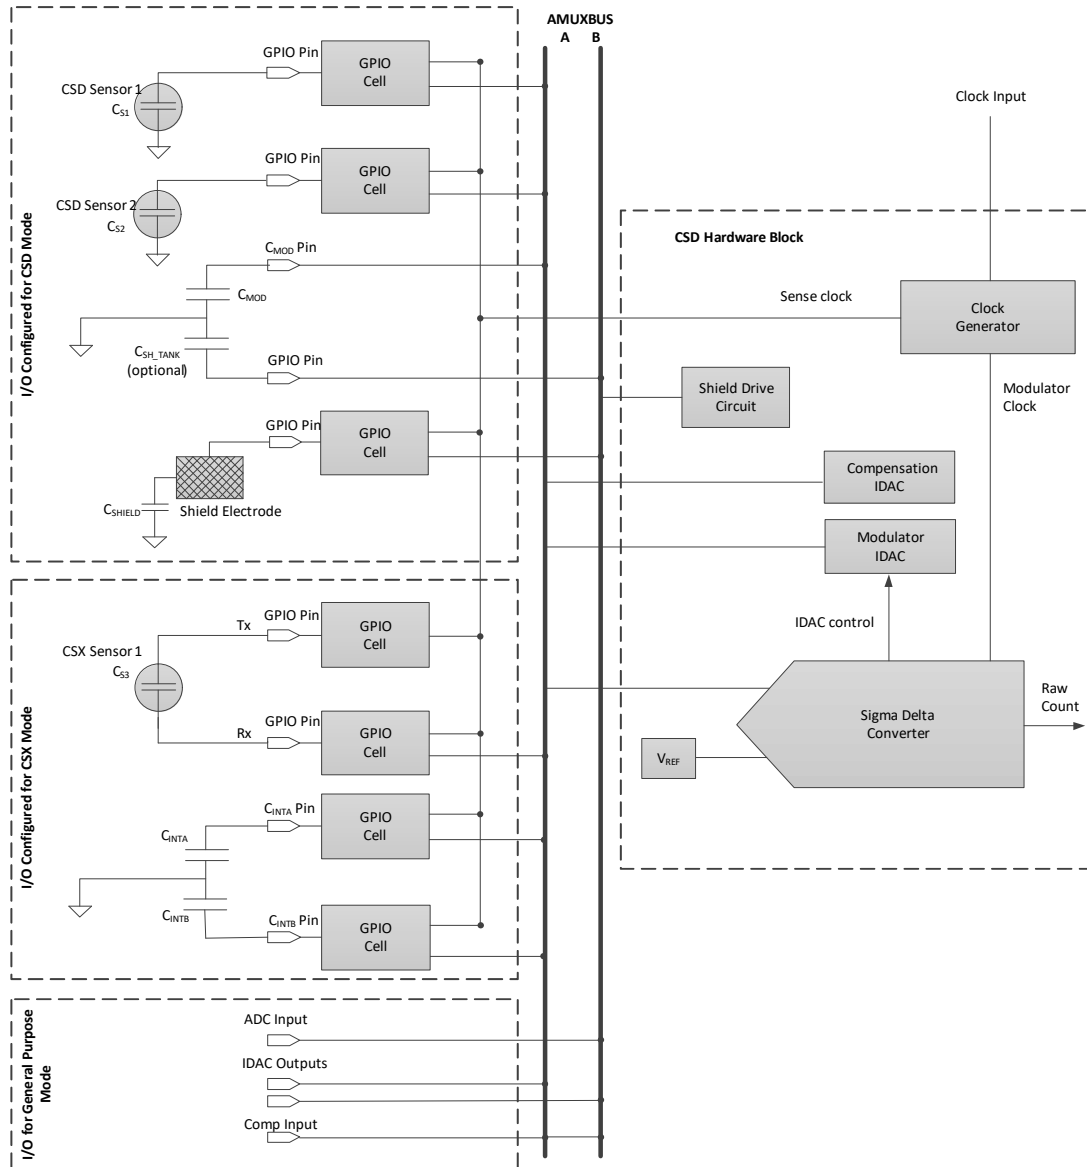 AMUXBUS
A B
I/O Configured for CSD Mode
GPIO Pin
GPIO
Cell
CSD Sensor 1
CS1
GPIO Pin
GPIO
Cell
CSD Sensor 2
CS2
CMOD Pin
CMOD
CSH_TANK
(optional)
GPIO Pin
GPIO Pin
GPIO
Cell
CSHIELD
Shield Electrode
I/O Configured for CSX Mode
Tx
GPIO Pin
GPIO
Cell
CSX Sensor 1
CS3
Rx
GPIO Pin
GPIO
Cell
CINTA Pin
GPIO
Cell
CINTA
CINTB
CINTB Pin
GPIO
Cell
I/O for General Purpose
Mode
ADC Input
IDAC Outputs
Comp Input
Clock Input
CSD Hardware Block
Sense clock
Clock
Generator
Shield Drive
Circuit
Modulator
Clock
Compensation
IDAC
Modulator
IDAC
IDAC control
Sigma Delta
Converter
Raw
Count
VREF